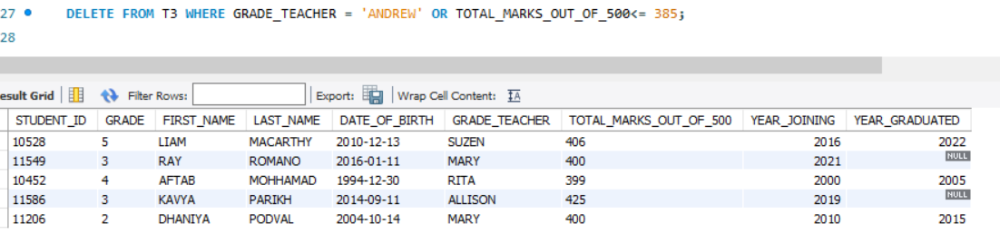 27 DELETE FROM T3 WHERE GRADE_TEACHER = 'ANDREW' OR TOTAL_MARKS_OUT_OF_500<= 385;
28
esult Grid Filter Rows: Export: Wrap Cell Content: IA
STUDENT_ID GRADE FIRST_NAME LAST_NAME DATE_OF_BIRTH GRADE_TEACHER TOTAL_MARKS_OUT_OF_500 YEAR_JOINING YEAR_GRADUATED
10528 5 LIAM MACARTHY 2010-12-13 SUZEN 406 2016 2022
11549 3 RAY ROMANO 2016-01-11 MARY 400 2021 NULL
10452 4 AFTAB MOHHAMAD 1994-12-30 RITA 399 2000 2005
11586 3 KAVYA PARIKH 2014-09-11 ALLISON 425 2019 NULL
11206 2 DHANIYA PODVAL 2004-10-14 MARY 400 2010 2015